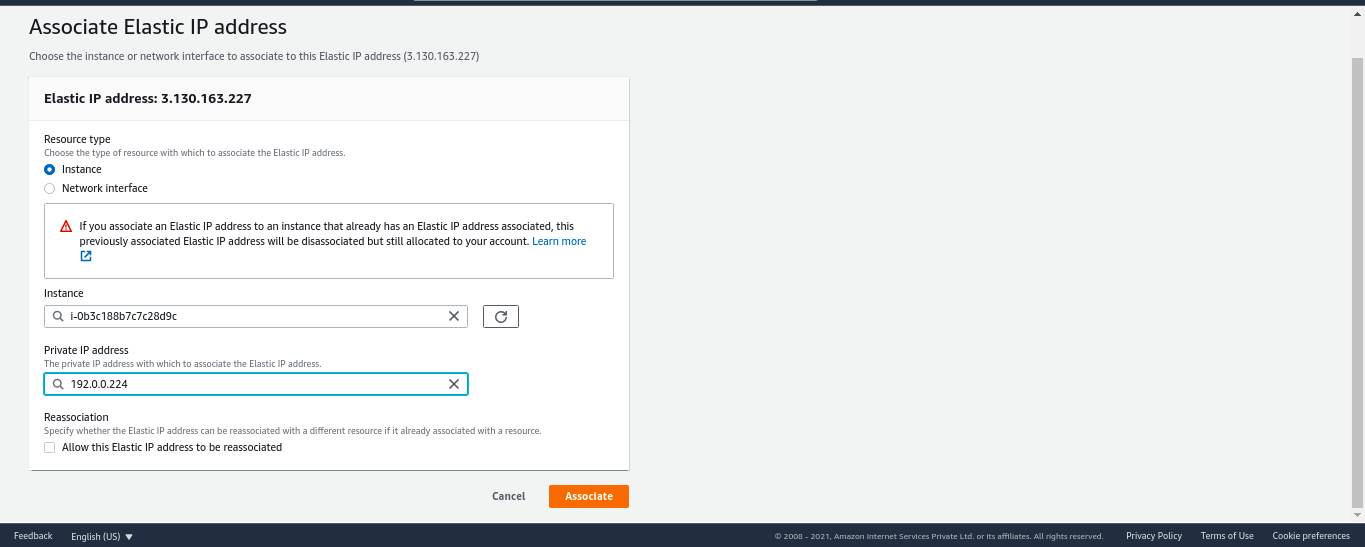 Associate Elastic IP address
Choose the instance or network interface to associate to this Elastic IP address (3.130.163.227)
Elastic IP address: 3.130.163.227
Resource type
Choose the type of resource with which to associate the Elastic IP address.
Instance
Network interface
If you associate an Elastic IP address to an instance that already has an Elastic IP address associated, this
previously associated Elastic IP address will be disassociated but still allocated to your account. Learn more
Instance
i-0b3c188b7c7c28d9c
Private IP address
The private IP address with which to associate the Elastic IP address.
192.0.0.224
Reassociation
Specify whether the Elastic IP address can be reassociated with a different resource if it already associated with a resource.
Allow this Elastic IP address to be reassociated
Cancel Associate
Feedback English (US) © 2008 - 2021, Amazon Internet Services Private Ltd. or its affiliates. All rights reserved. Privacy Policy Terms of Use Cookie preferences